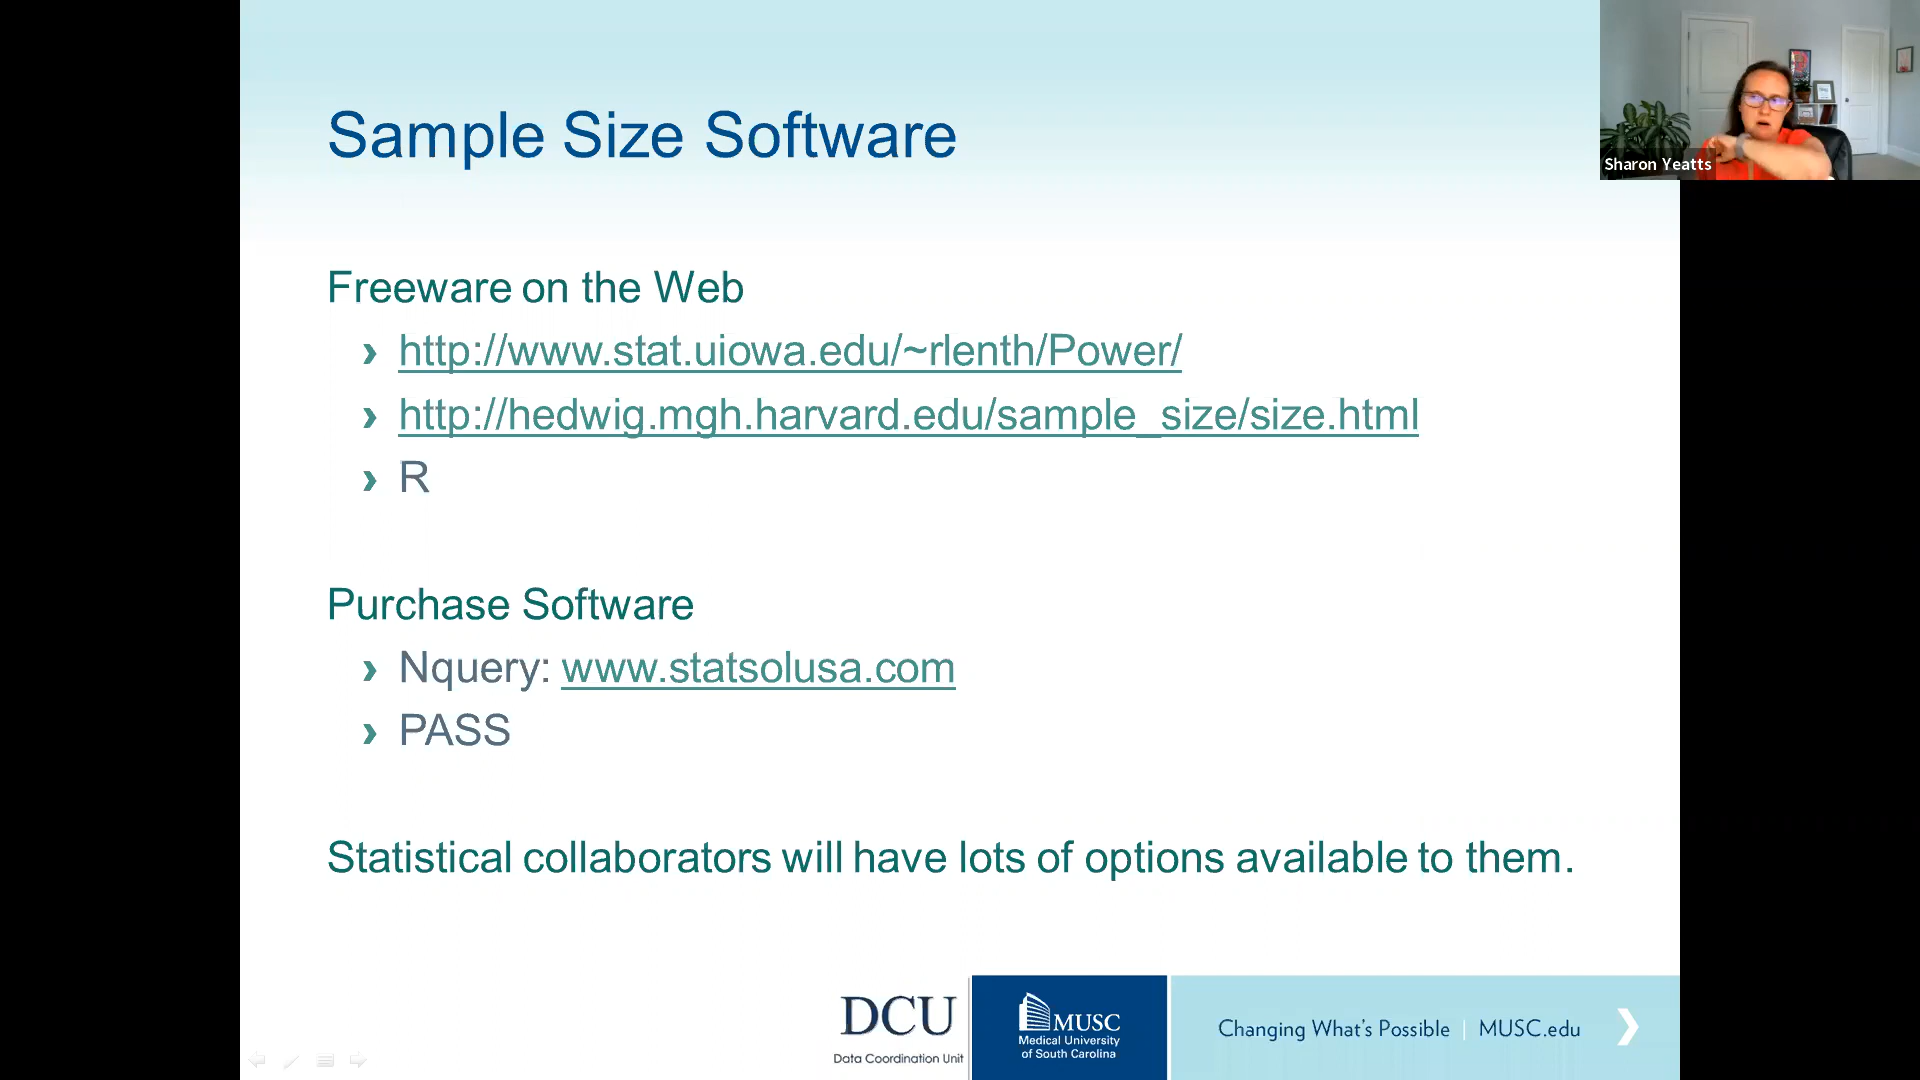 Sample Size Software
Sharon Yeatts
Freeware on the Web
› http://www.stat.uiowa.edu/~rlenth/Power/
› http://hedwig.mgh.harvard.edu/sample_size/size.html
› R
Purchase Software
› Nquery: www.statsolusa.com
› PASS
Statistical collaborators will have lots of options available to them.
DCU
Data Coordination Unit
MUSC
Medical University
of South Carolina
Changing What's Possible | MUSC.edu